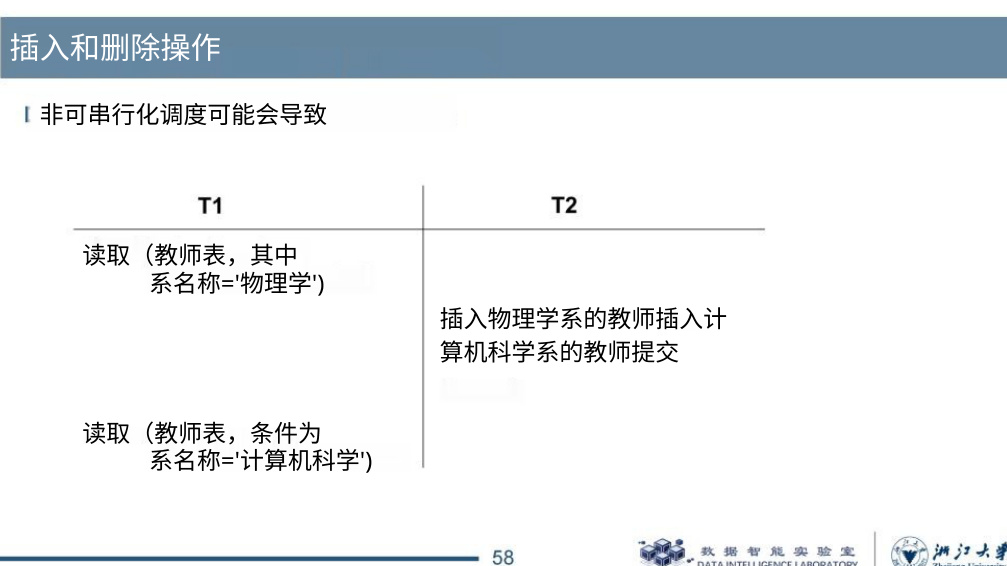 插入和删除操作
非可串行化调度可能会导致
T1
T2
读取（教师表，其中
系名称='物理学')
插入物理学系的教师插入计
算机科学系的教师提交
读取（教师表，条件为
系名称='计算机科学')
58
数据智能实验室
DATA INTELLIGENCE LABORATORY
浙江大学
Zhejiang University